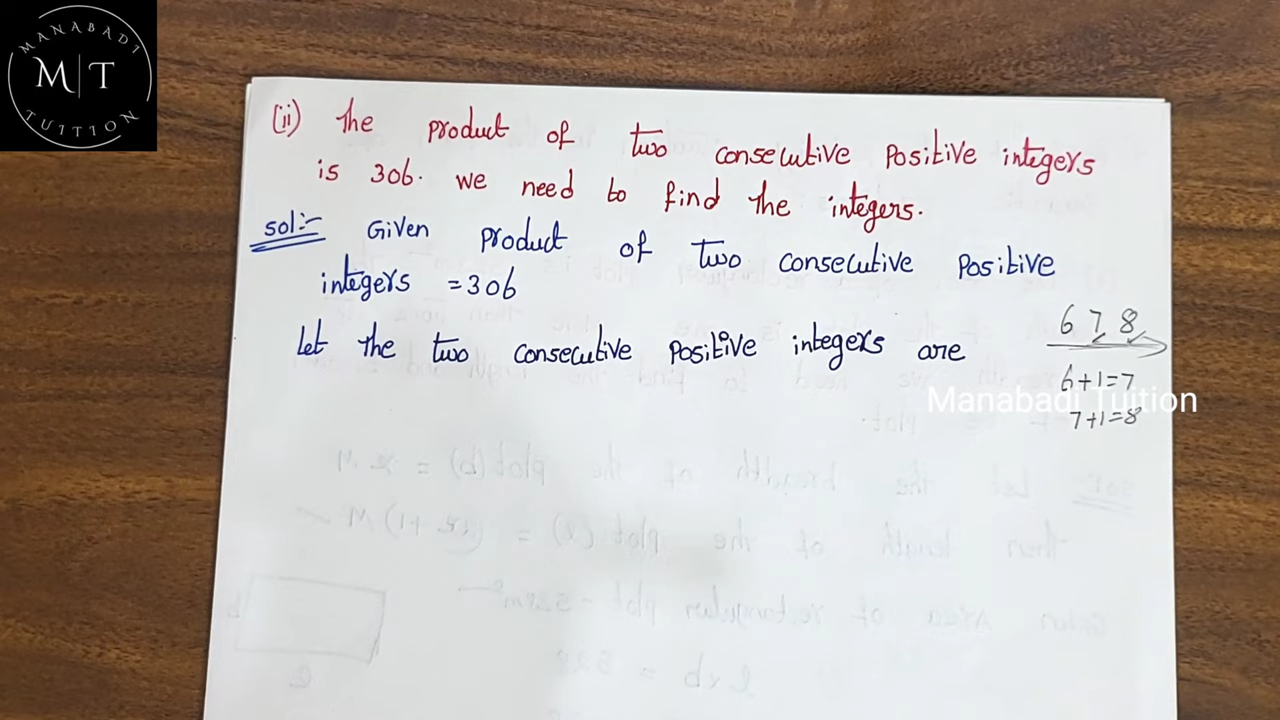 MANABADI
M|T
TUITION
(ii) the product of two consecutive positive integers
is 306. we need to find the integers.
sol:- Given product of two consecutive positive
integers = 306
let the two consecutive positive integers are
6 7 8
6+1=7
7+1=8
Manabadi Tuition